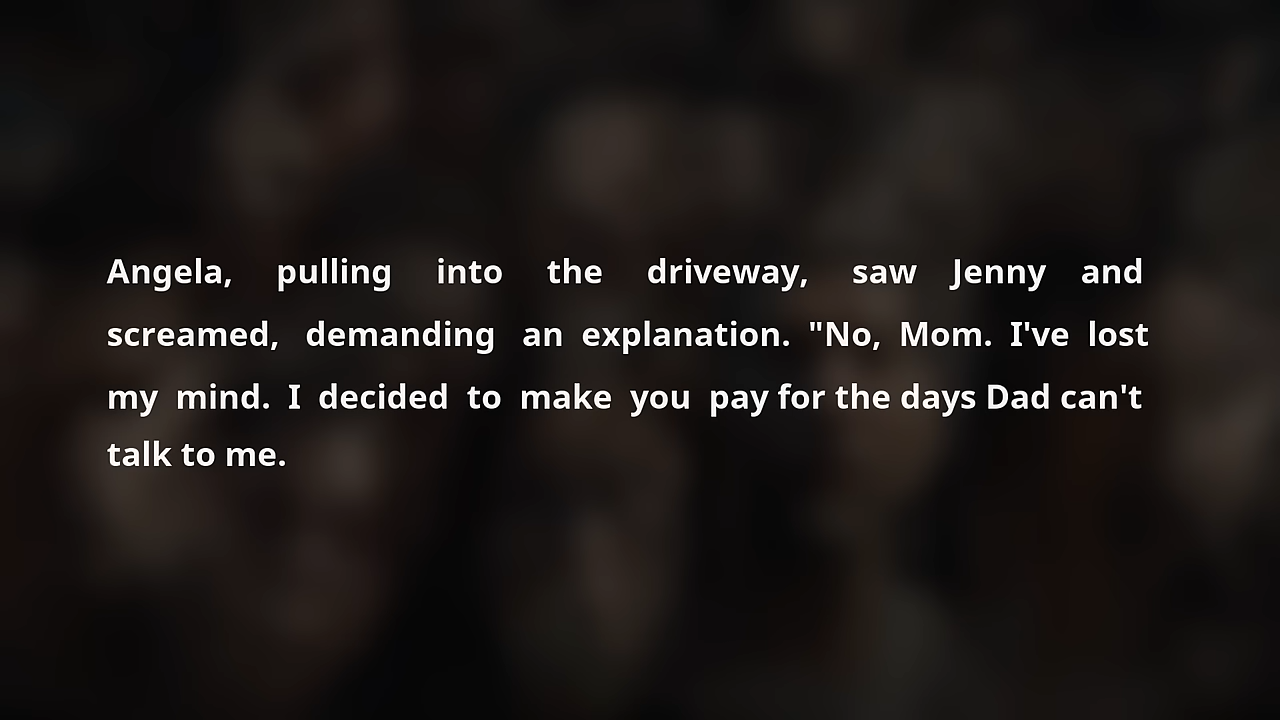 Angela, pulling into the driveway, saw Jenny and
screamed, demanding an explanation. "No, Mom. I've lost
my mind. I decided to make you pay for the days Dad can't
talk to me.